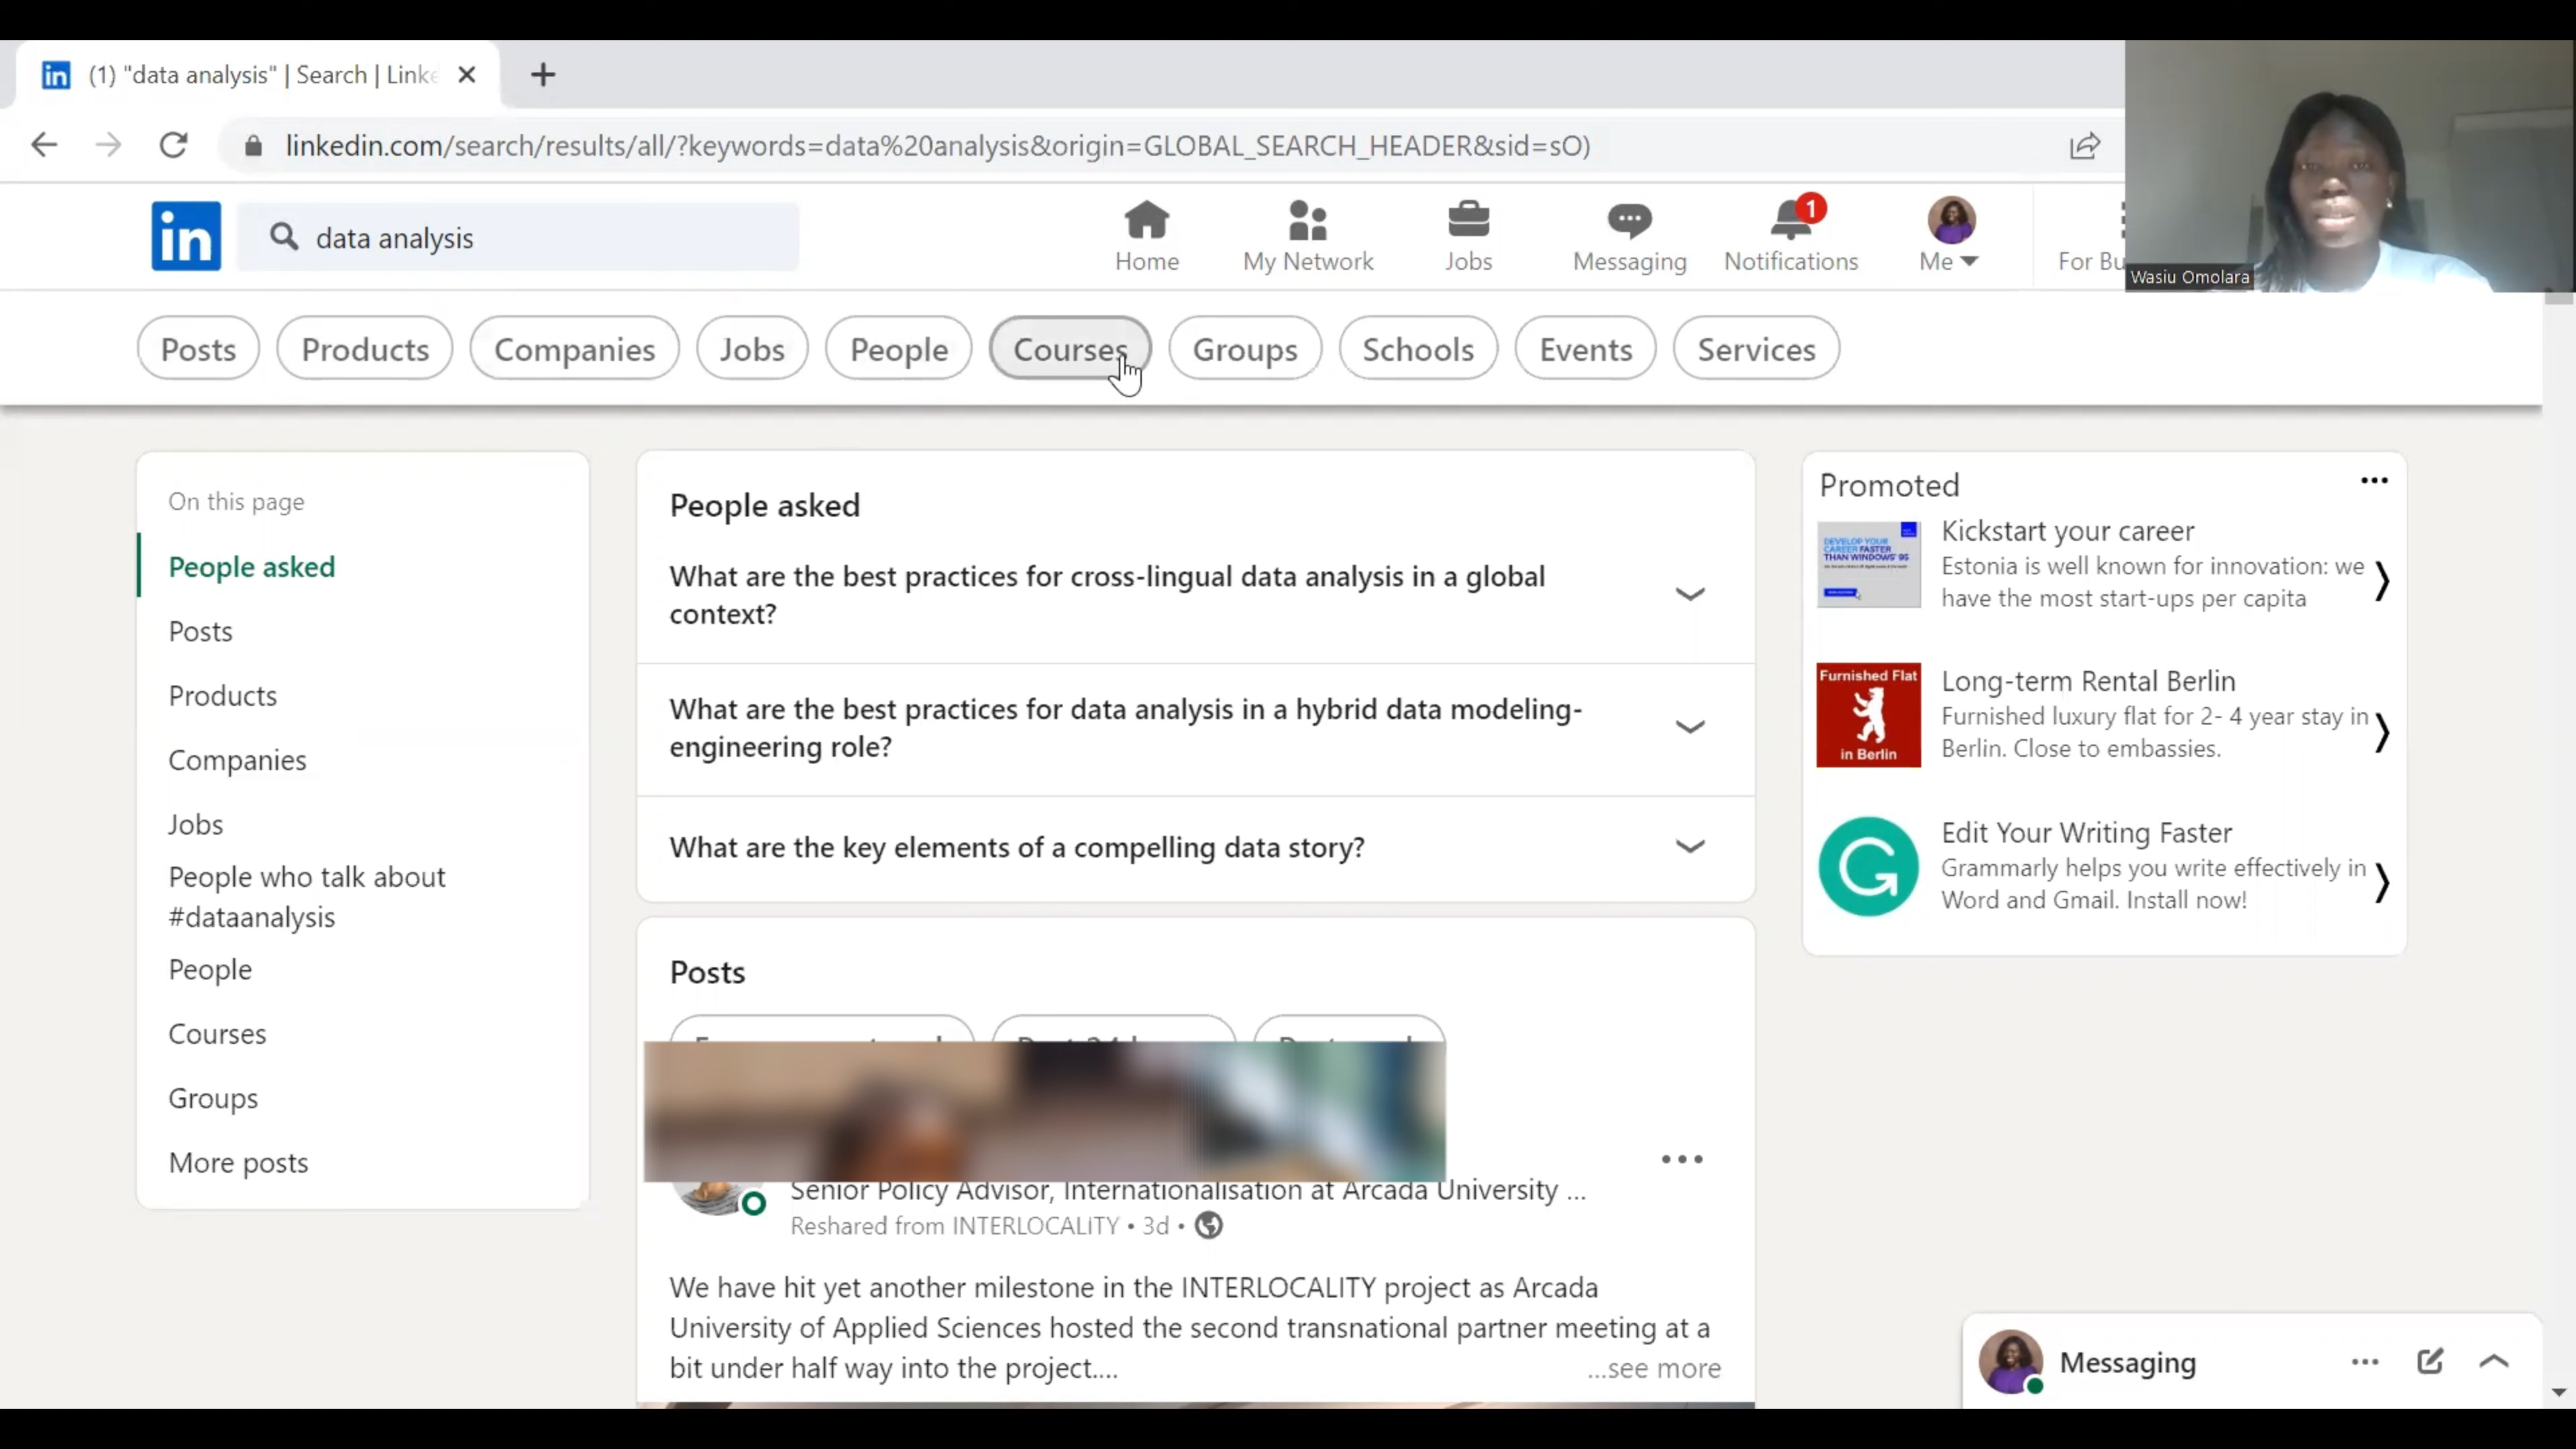 (1) "data analysis" | Search | Linke
linkedin.com/search/results/all/?keywords=data%20analysis&origin=GLOBAL_SEARCH_HEADER&sid=sO)
in
data analysis
Home
My Network
Jobs
Messaging
1
Notifications
Me
For Bu
Wasiu Omolara
Posts
Products
Companies
Jobs
People
Courses
Groups
Schools
Events
Services
On this page
People asked
Posts
Products
Companies
Jobs
People who talk about
#dataanalysis
People
Courses
Groups
More posts
People asked
What are the best practices for cross-lingual data analysis in a global
context?
What are the best practices for data analysis in a hybrid data modeling-
engineering role?
What are the key elements of a compelling data story?
Posts
Senior Policy Advisor, Internationalisation at Arcada University ...
Reshared from INTERLOCALITY • 3d •
We have hit yet another milestone in the INTERLOCALITY project as Arcada
University of Applied Sciences hosted the second transnational partner meeting at a
bit under half way into the project....
...see more
Promoted
DEVELOP YOUR
CAREER FASTER
THAN WINDOWS' 95
Kickstart your career
Estonia is well known for innovation: we
have the most start-ups per capita
Furnished Flat
in Berlin
Long-term Rental Berlin
Furnished luxury flat for 2- 4 year stay in
Berlin. Close to embassies.
Edit Your Writing Faster
Grammarly helps you write effectively in
Word and Gmail. Install now!
Messaging